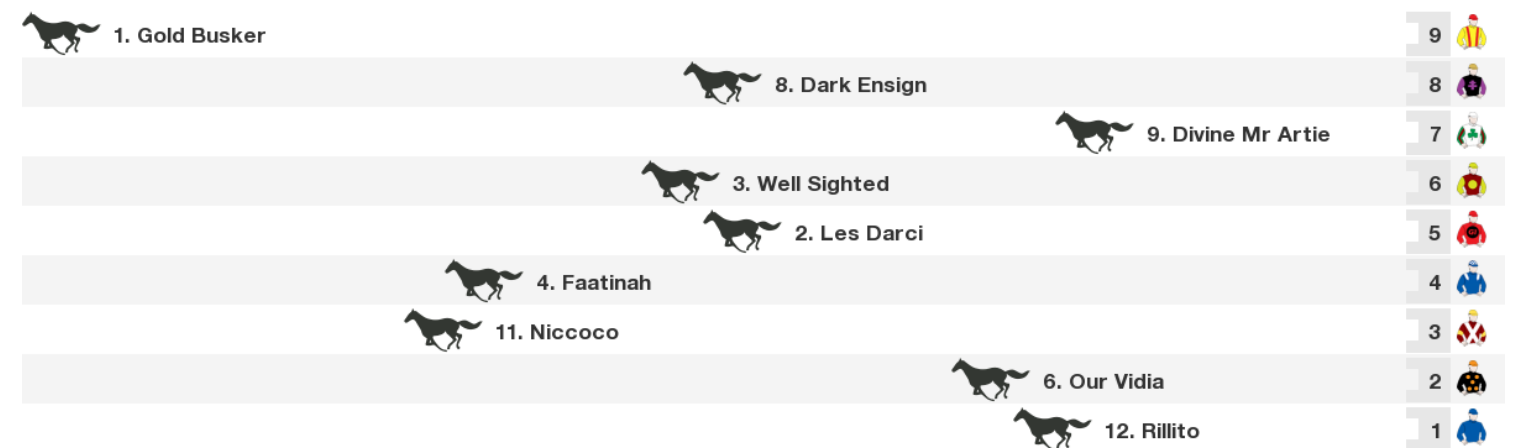 1. Gold Busker 9
8. Dark Ensign 8
9. Divine Mr Artie 7
3. Well Sighted 6
2. Les Darci 5
4. Faatinah 4
11. Niccoco 3
6. Our Vidia 2
12. Rillito 1